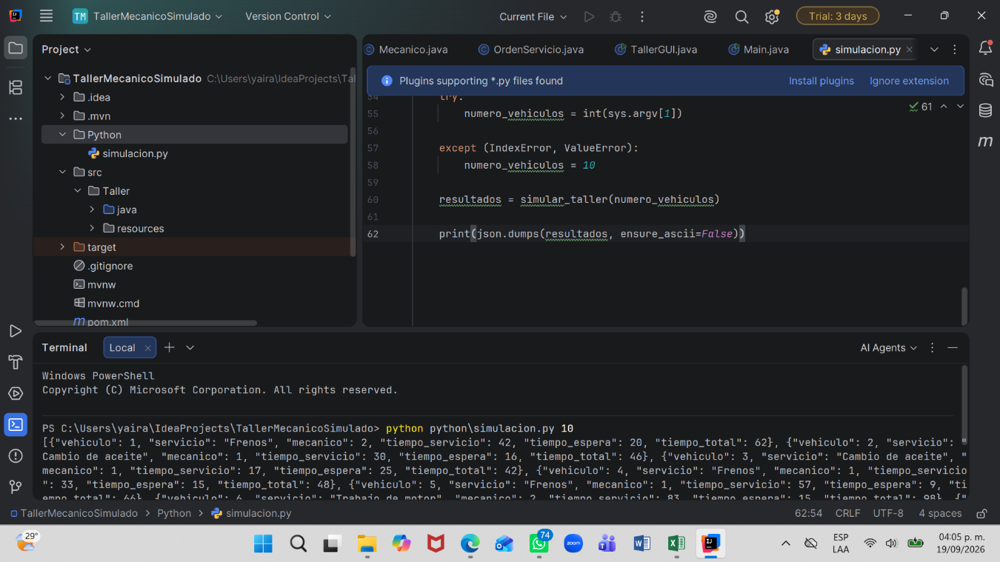 TM TallerMecanicoSimulado Version Control Current File Trial: 3 days
Project
TallerMecanicoSimulado C:\Users\yaira\IdeaProjects\Tal
.idea
.mvn
Python
simulacion.py
src
Taller
java
resources
target
.gitignore
mvnw
mvnw.cmd
pom.xml
Mecanico.java OrdenServicio.java TallerGUI.java Main.java simulacion.py
Plugins supporting *.py files found Install plugins Ignore extension
61
54 try:
55 numero_vehiculos = int(sys.argv[1])
56
57 except (IndexError, ValueError):
58 numero_vehiculos = 10
59
60 resultados = simular_taller(numero_vehiculos)
61
62 print(json.dumps(resultados, ensure_ascii=False))
m
Terminal Local AI Agents
Windows PowerShell
Copyright (C) Microsoft Corporation. All rights reserved.
PS C:\Users\yaira\IdeaProjects\TallerMecanicoSimulado> python python\simulacion.py 10
[{"vehiculo": 1, "servicio": "Frenos", "mecanico": 2, "tiempo_servicio": 42, "tiempo_espera": 20, "tiempo_total": 62}, {"vehiculo": 2, "servicio": "
Cambio de aceite", "mecanico": 1, "tiempo_servicio": 30, "tiempo_espera": 16, "tiempo_total": 46}, {"vehiculo": 3, "servicio": "Cambio de aceite", "
mecanico": 1, "tiempo_servicio": 17, "tiempo_espera": 25, "tiempo_total": 42}, {"vehiculo": 4, "servicio": "Frenos", "mecanico": 1, "tiempo_servicio
": 33, "tiempo_espera": 15, "tiempo_total": 48}, {"vehiculo": 5, "servicio": "Frenos", "mecanico": 1, "tiempo_servicio": 57, "tiempo_espera": 9, "ti
empo_total": 66}, {"vehiculo": 6, "servicio": "Trabajo de motor", "mecanico": 2, "tiempo_servicio": 83, "tiempo_espera": 15, "tiempo_total": 98}, {"
TallerMecanicoSimulado > Python > simulacion.py 62:54 CRLF UTF-8 4 spaces
29° 74 zoom ESP
LAA
04:05 p. m.
19/09/2026